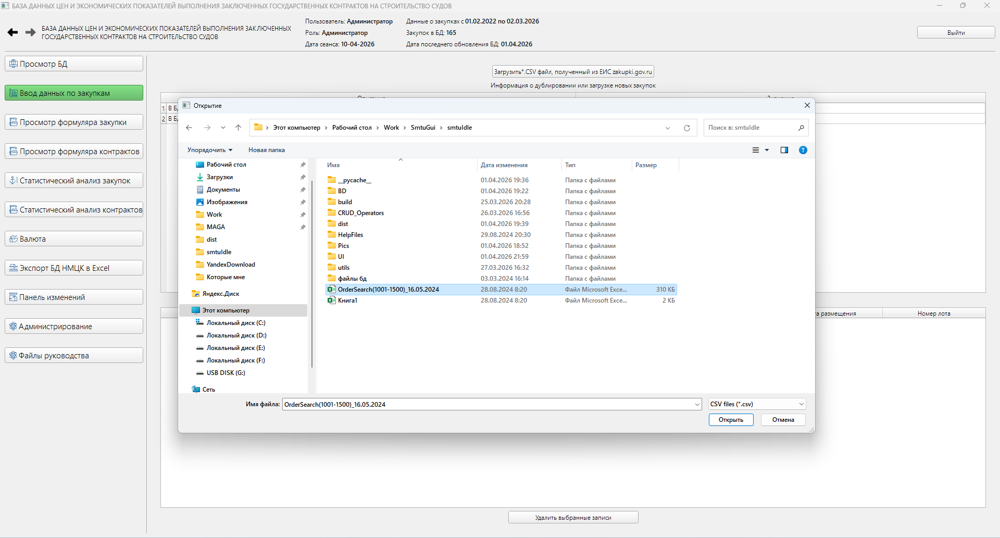 БАЗА ДАННЫХ ЦЕН И ЭКОНОМИЧЕСКИХ ПОКАЗАТЕЛЕЙ ВЫПОЛНЕНИЯ ЗАКЛЮЧЕННЫХ ГОСУДАРСТВЕННЫХ КОНТРАКТОВ НА СТРОИТЕЛЬСТВО СУДОВ
БАЗА ДАННЫХ ЦЕН И ЭКОНОМИЧЕСКИХ ПОКАЗАТЕЛЕЙ ВЫПОЛНЕНИЯ ЗАКЛЮЧЕННЫХ
ГОСУДАРСТВЕННЫХ КОНТРАКТОВ НА СТРОИТЕЛЬСТВО СУДОВ
Пользователь: Администратор
Роль: Администратор
Дата сеанса: 10-04-2026
Данные о закупках с 01.02.2022 по 02.03.2026
Закупок в БД: 165
Дата последнего обновления БД: 01.04.2026
Выйти
Просмотр БД
Ввод данных по закупкам
Просмотр формуляра закупки
Просмотр формуляра контрактов
Статистический анализ закупок
Статистический анализ контрактов
Валюта
Экспорт БД НМЦК в Excel
Панель изменений
Администрирование
Файлы руководства
Загрузить*.CSV файл, полученный из ЕИС zakupki.gov.ru
Информация о дублировании или загрузке новых закупок
1 В БД
2 В БД
Открытие
Этот компьютер › Рабочий стол › Work › SmtuGui › smtuIdle
Поиск в: smtuIdle
Упорядочить
Новая папка
Рабочий стол
Загрузки
Документы
Изображения
Work
MAGA
dist
smtuIdle
YandexDownload
Которые мне
Яндекс.Диск
Этот компьютер
Локальный диск (C:)
Локальный диск (D:)
Локальный диск (E:)
Локальный диск (F:)
USB DISK (G:)
Сеть
Имя Дата изменения Тип Размер
__pycache__ 01.04.2026 19:36 Папка с файлами
BD 01.04.2026 19:22 Папка с файлами
build 25.03.2026 20:28 Папка с файлами
CRUD_Operators 26.03.2026 16:56 Папка с файлами
dist 01.04.2026 19:39 Папка с файлами
HelpFiles 29.08.2024 20:30 Папка с файлами
Pics 01.04.2026 18:52 Папка с файлами
UI 01.04.2026 21:59 Папка с файлами
utils 27.03.2026 16:32 Папка с файлами
файлы бд 03.03.2024 16:14 Папка с файлами
OrderSearch(1001-1500)_16.05.2024 28.08.2024 8:20 Файл Microsoft Exce... 310 КБ
Книга1 28.08.2024 8:20 Файл Microsoft Exce... 2 КБ
Имя файла: OrderSearch(1001-1500)_16.05.2024
CSV files (*.csv)
Открыть
Отмена
та размещения
Номер лота
Удалить выбранные записи